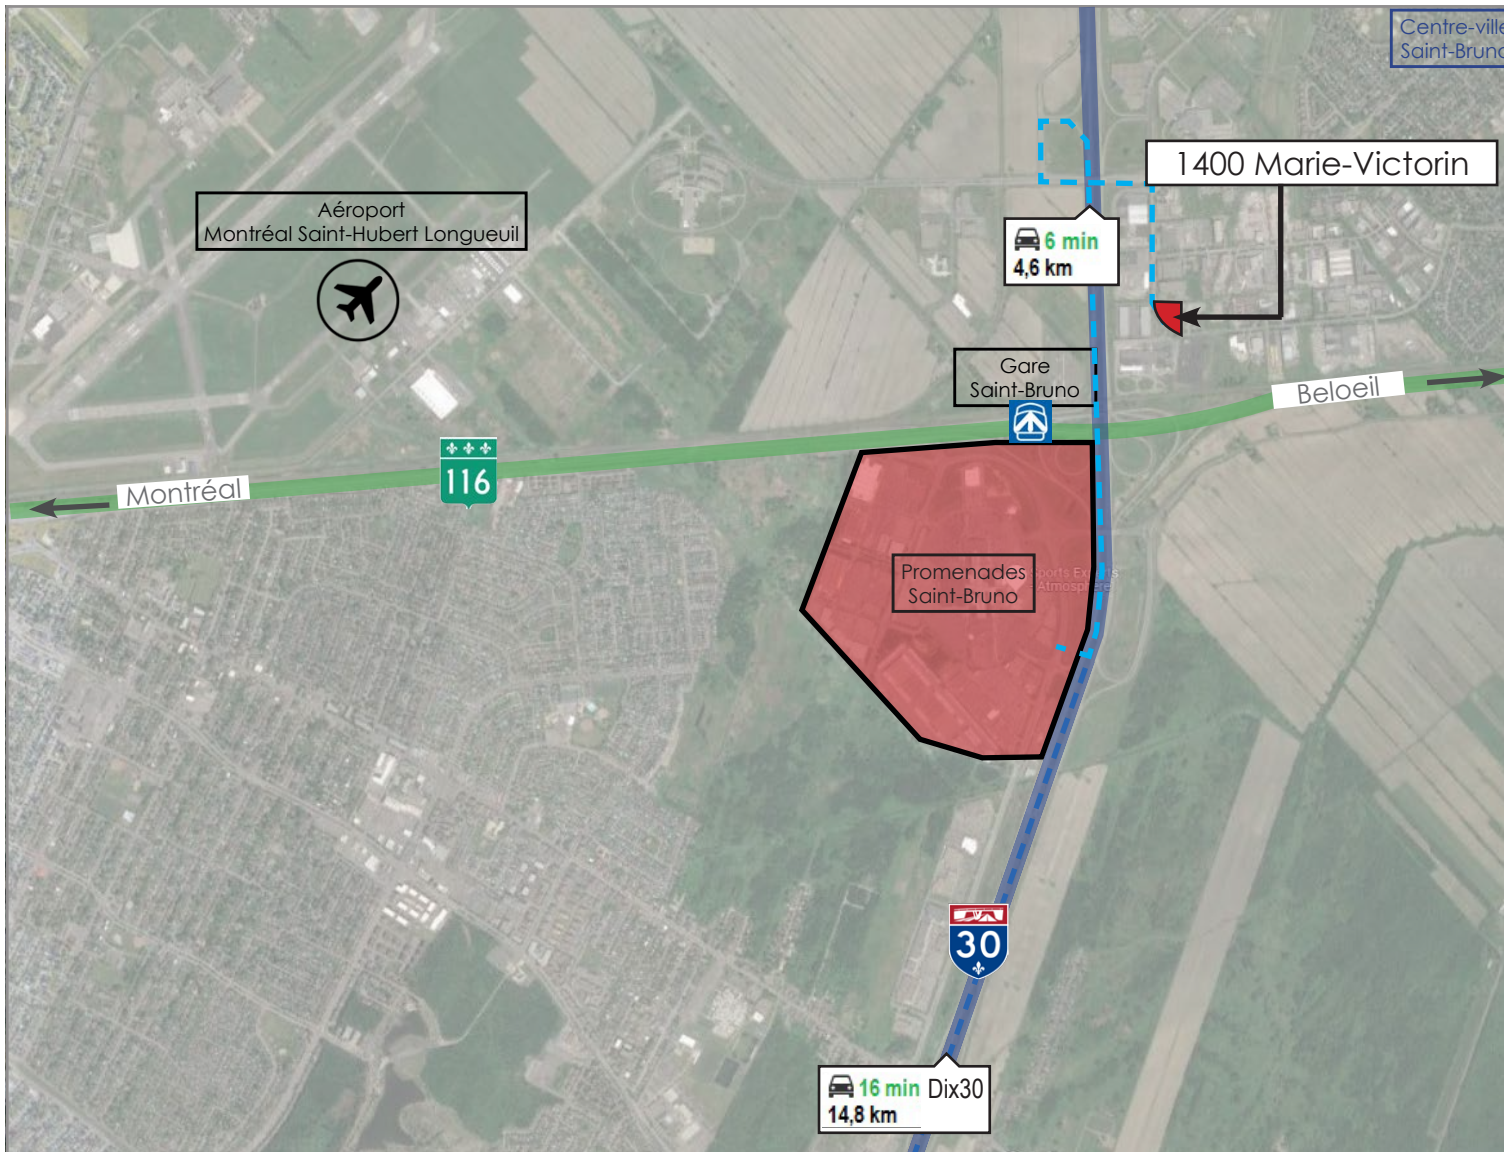 Centre-ville
Saint-Bruno
1400 Marie-Victorin
Aéroport
Montréal Saint-Hubert Longueuil
6 min
4,6 km
Gare
Saint-Bruno
Beloeil
116
Montréal
Promenades
Saint-Bruno
30
16 min Dix30
14,8 km